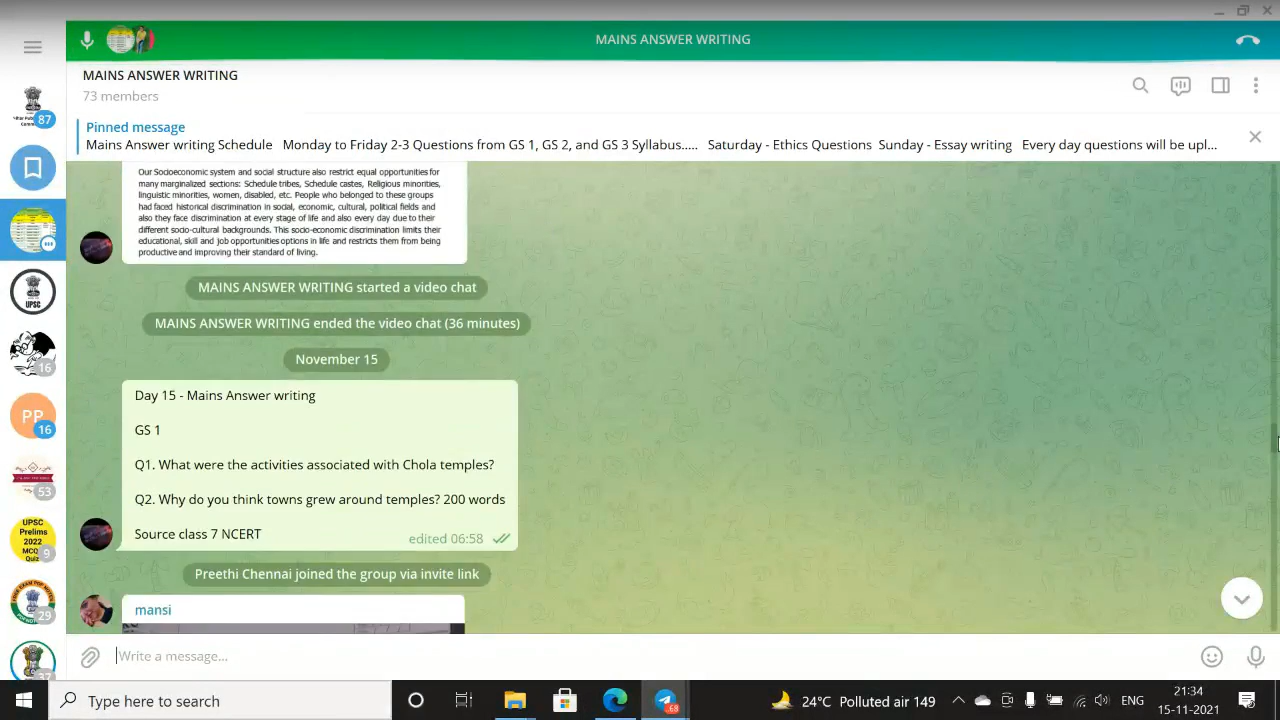 MAINS ANSWER WRITING
MAINS ANSWER WRITING
73 members
Pinned message
Mains Answer writing Schedule Monday to Friday 2-3 Questions from GS 1, GS 2, and GS 3 Syllabus..... Saturday - Ethics Questions Sunday - Essay writing Every day questions will be upl...
87
16
PP
16
53
UPSC
UPSC
Prelims
2022
MCQ
Quiz
9
29
Our Socioeconomic system and social structure also restrict equal opportunities for
many marginalized sections: Schedule tribes, Schedule castes, Religious minorities,
linguistic minorities, women, disabled, etc. People who belonged to these groups
had faced historical discrimination in social, economic, cultural, political fields and
also they face discrimination at every stage of life and also every day due to their
different socio-cultural backgrounds. This socio-economic discrimination limits their
educational, skill and job opportunities options in life and restricts them from being
productive and improving their standard of living.
MAINS ANSWER WRITING started a video chat
MAINS ANSWER WRITING ended the video chat (36 minutes)
November 15
Day 15 - Mains Answer writing
GS 1
Q1. What were the activities associated with Chola temples?
Q2. Why do you think towns grew around temples? 200 words
Source class 7 NCERT
edited 06:58
Preethi Chennai joined the group via invite link
mansi
Write a message...
Type here to search
.68
24°C Polluted air 149
ENG
21:34
15-11-2021